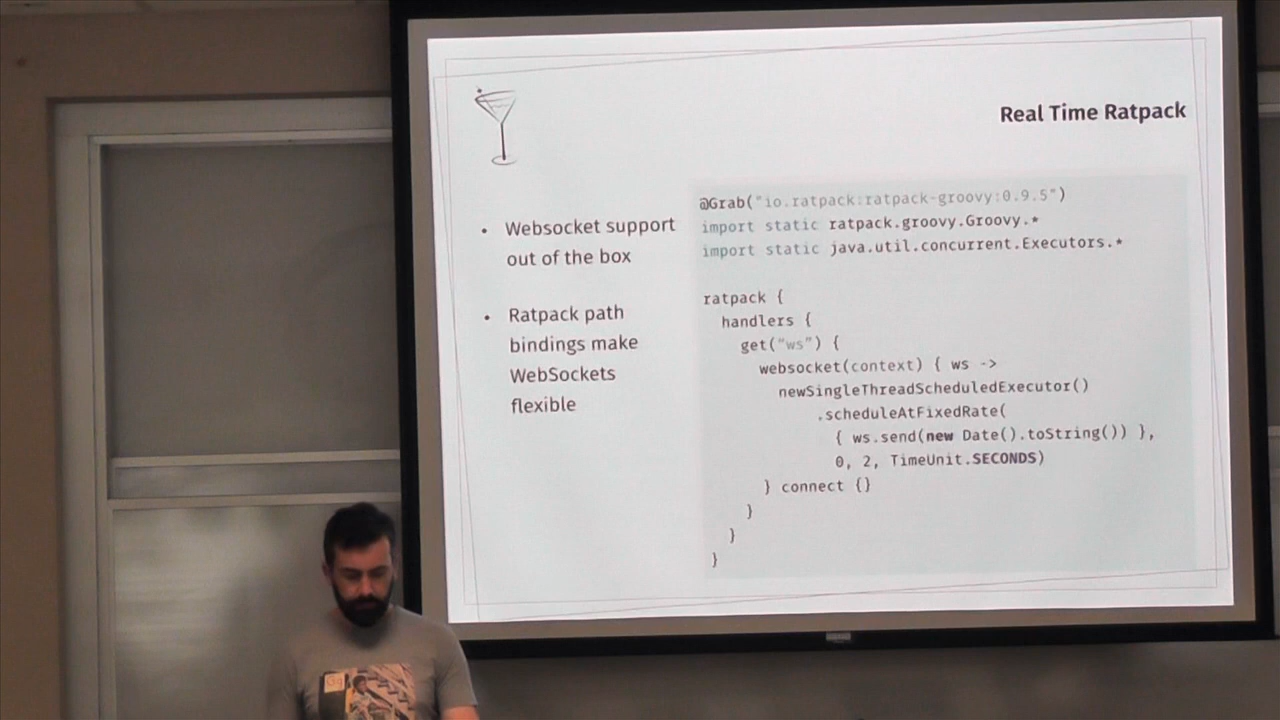 Real Time Ratpack
• Websocket support
out of the box
• Ratpack path
bindings make
WebSockets
flexible
@Grab("io.ratpack:ratpack-groovy:0.9.5")
import static ratpack.groovy.Groovy.*
import static java.util.concurrent.Executors.*
ratpack {
handlers {
get("ws") {
websocket(context) { ws ->
newSingleThreadScheduledExecutor()
.scheduleAtFixedRate(
{ ws.send(new Date().toString()) },
0, 2, TimeUnit.SECONDS)
} connect {}
}
}
}